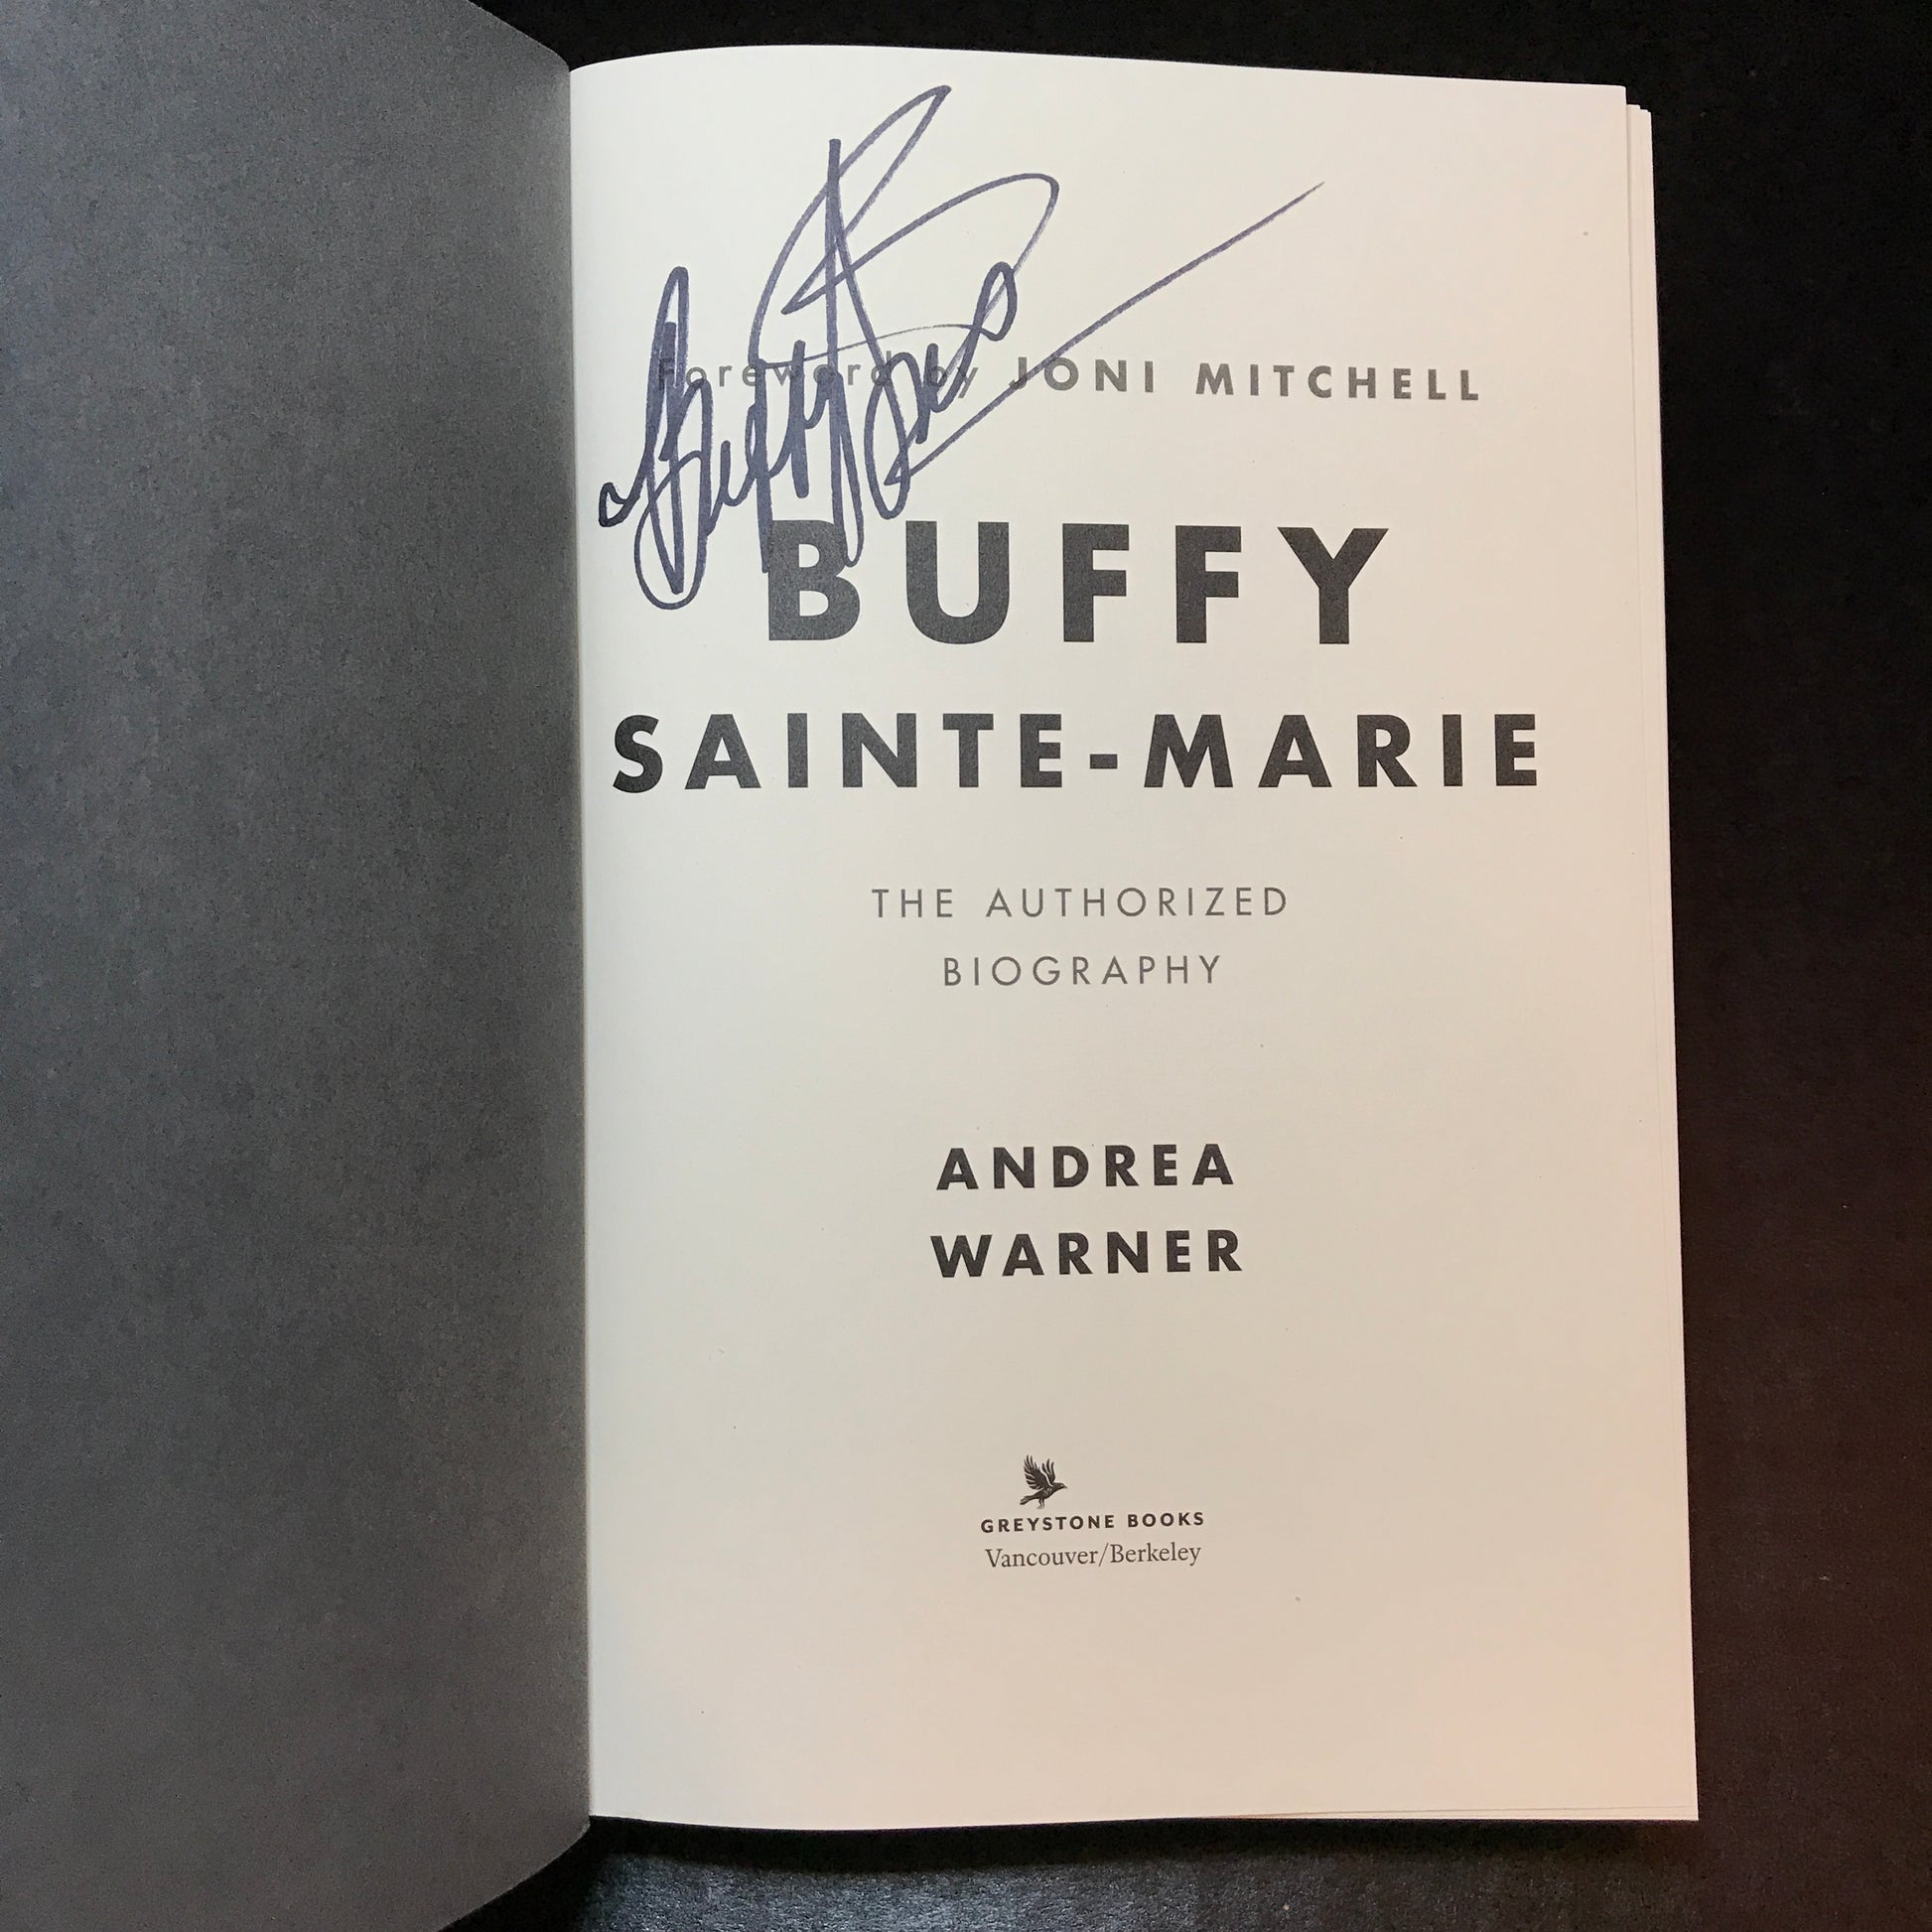 Foreword by JONI MITCHELL
BUFFY
SAINTE-MARIE
THE AUTHORIZED
BIOGRAPHY
ANDREA
WARNER
GREYSTONE BOOKS
Vancouver/Berkeley